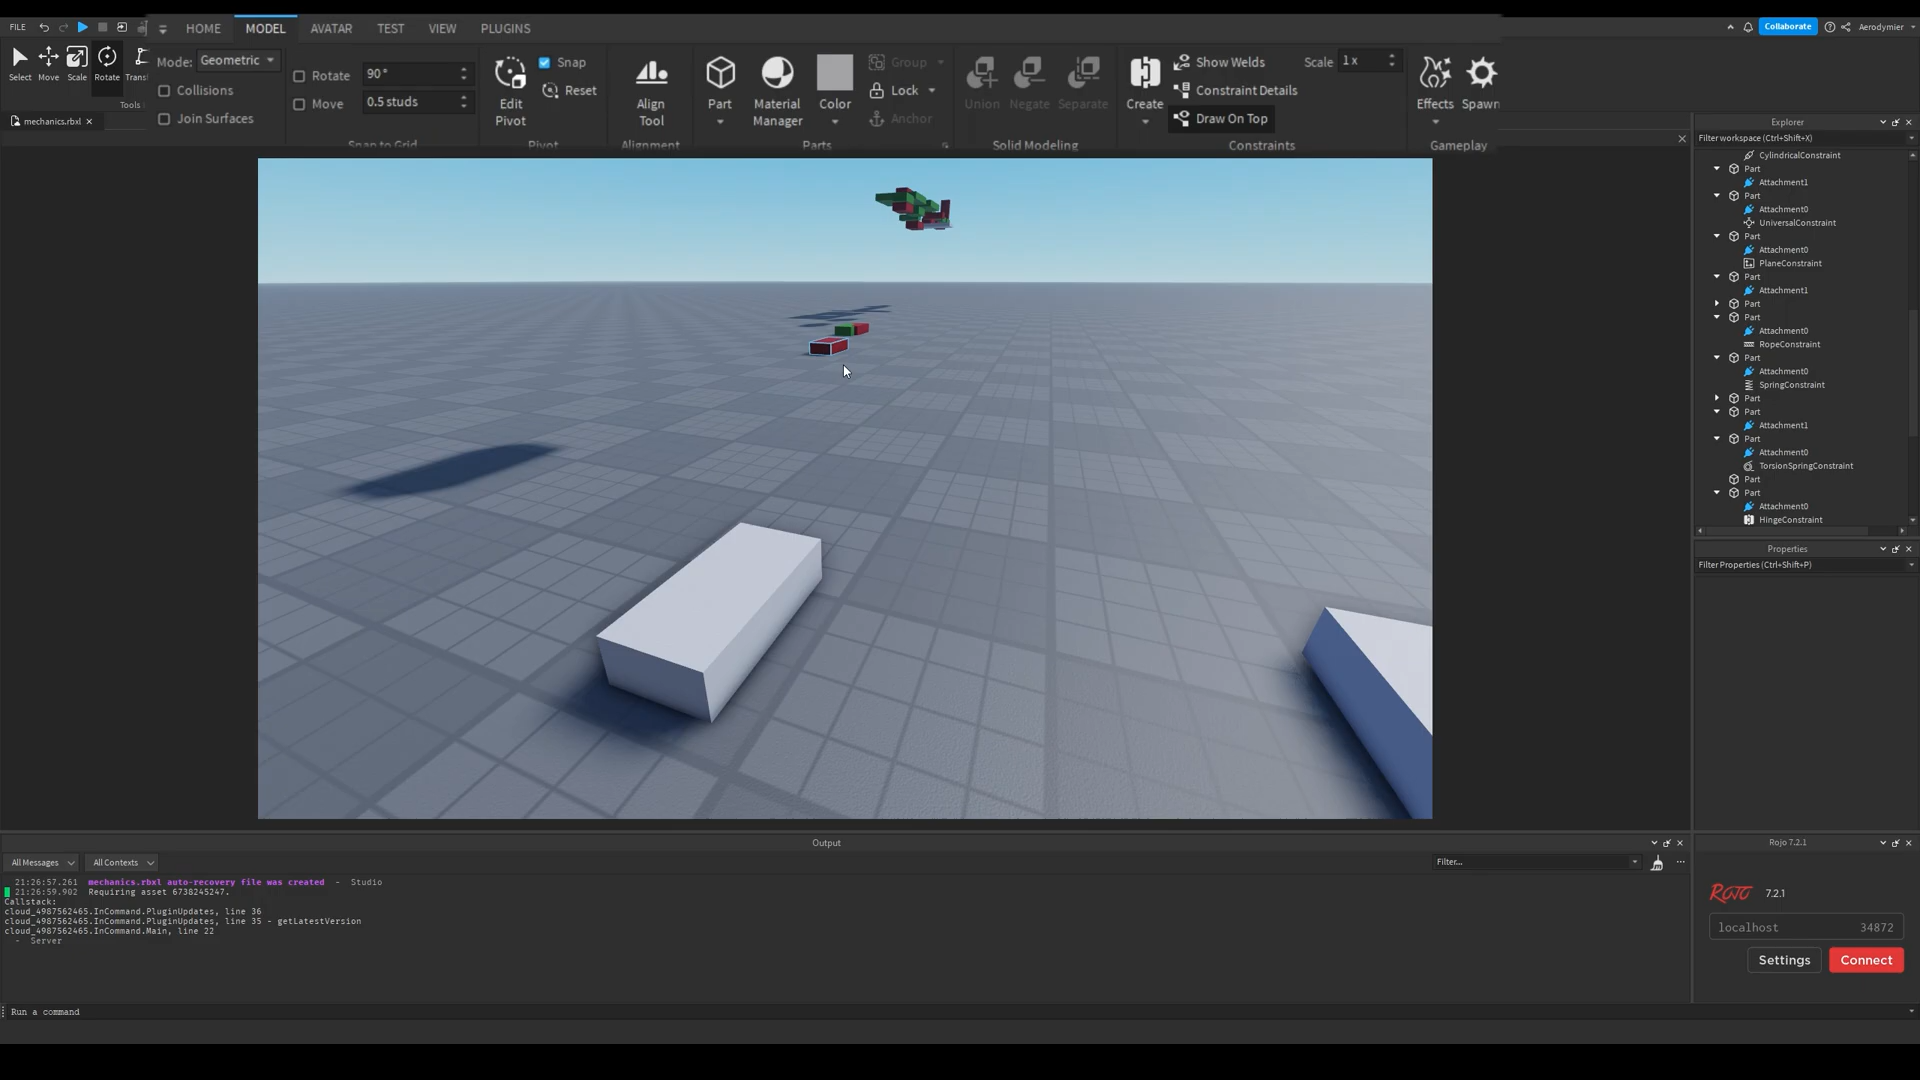 FILE
HOME
MODEL
AVATAR
TEST
VIEW
PLUGINS
Collaborate
Aerodymier
Select
Move
Scale
Rotate
Tools
Mode:
Geometric
Collisions
Join Surfaces
Rotate
90°
Move
0.5 studs
Snap to Grid
Edit
Pivot
Snap
Reset
Pivot
Align
Tool
Alignment
Part
Material
Manager
Color
Group
Lock
Anchor
Parts
Union
Negate
Separate
Solid Modeling
Create
Show Welds
Constraint Details
Draw On Top
Scale
1 x
Constraints
Effects
Spawn
Gameplay
mechanics.rbxl
Explorer
Filter workspace (Ctrl+Shift+X)
CylindricalConstraint
Part
Attachment1
Part
Attachment0
UniversalConstraint
Part
Attachment0
PlaneConstraint
Part
Attachment1
Part
Part
Attachment0
RopeConstraint
Part
Attachment0
SpringConstraint
Part
Part
Attachment1
Part
Attachment0
TorsionSpringConstraint
Part
Part
Attachment0
HingeConstraint
Properties
Filter Properties (Ctrl+Shift+P)
Output
All Messages
All Contexts
Filter...
21:26:57.261 mechanics.rbxl auto-recovery file was created - Studio
21:26:59.902 Requiring asset 6738245247.
Callstack:
cloud_4987562465.InCommand.PluginUpdates, line 36
cloud_4987562465.InCommand.PluginUpdates, line 35 - getLatestVersion
cloud_4987562465.InCommand.Main, line 22
- Server
Rojo 7.2.1
ROJO
7.2.1
localhost
34872
Settings
Connect
Run a command